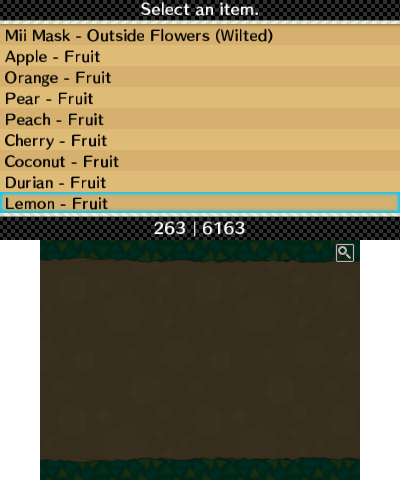 Select an item.
Mii Mask - Outside Flowers (Wilted)
Apple - Fruit
Orange - Fruit
Pear - Fruit
Peach - Fruit
Cherry - Fruit
Coconut - Fruit
Durian - Fruit
Lemon - Fruit
263 | 6163